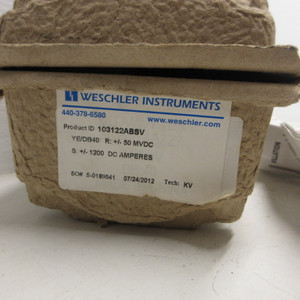 WESCHLER INSTRUMENTS
440-378-6580
www.weschler.com
Product ID 103122ABSV
YE/DB40 R: +/- 50 MVDC
S: +/- 1200 DC AMPERES
SO# S-0189641 07/24/2012 Tech: KV